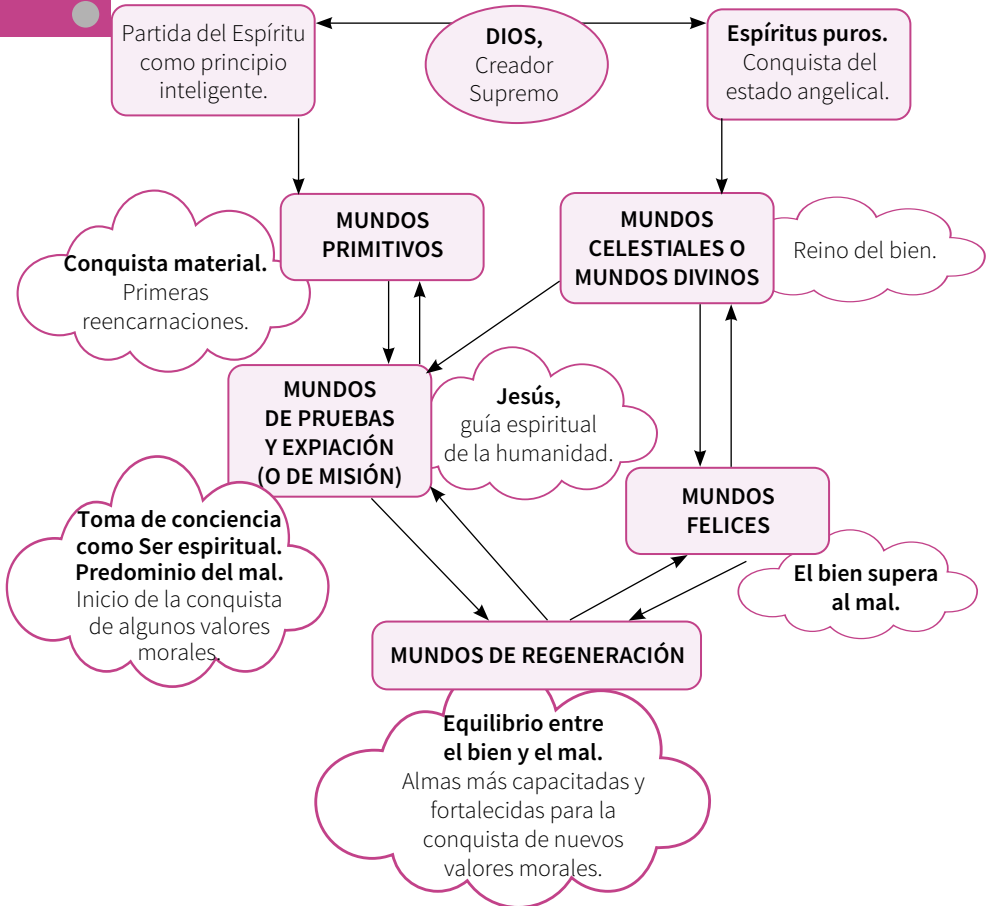 Partida del Espíritu
como principio
inteligente.
DIOS,
Creador
Supremo
Espíritus puros.
Conquista del
estado angelical.
MUNDOS
PRIMITIVOS
MUNDOS
CELESTIALES O
MUNDOS DIVINOS
Reino del bien.
Conquista material.
Primeras
reencarnaciones.
MUNDOS
DE PRUEBAS
Y EXPIACIÓN
(O DE MISIÓN)
Jesús,
guía espiritual
de la humanidad.
MUNDOS
FELICES
Toma de conciencia
como Ser espiritual.
Predominio del mal.
Inicio de la conquista
de algunos valores
morales.
El bien supera
al mal.
MUNDOS DE REGENERACIÓN
Equilibrio entre
el bien y el mal.
Almas más capacitadas y
fortalecidas para la
conquista de nuevos
valores morales.